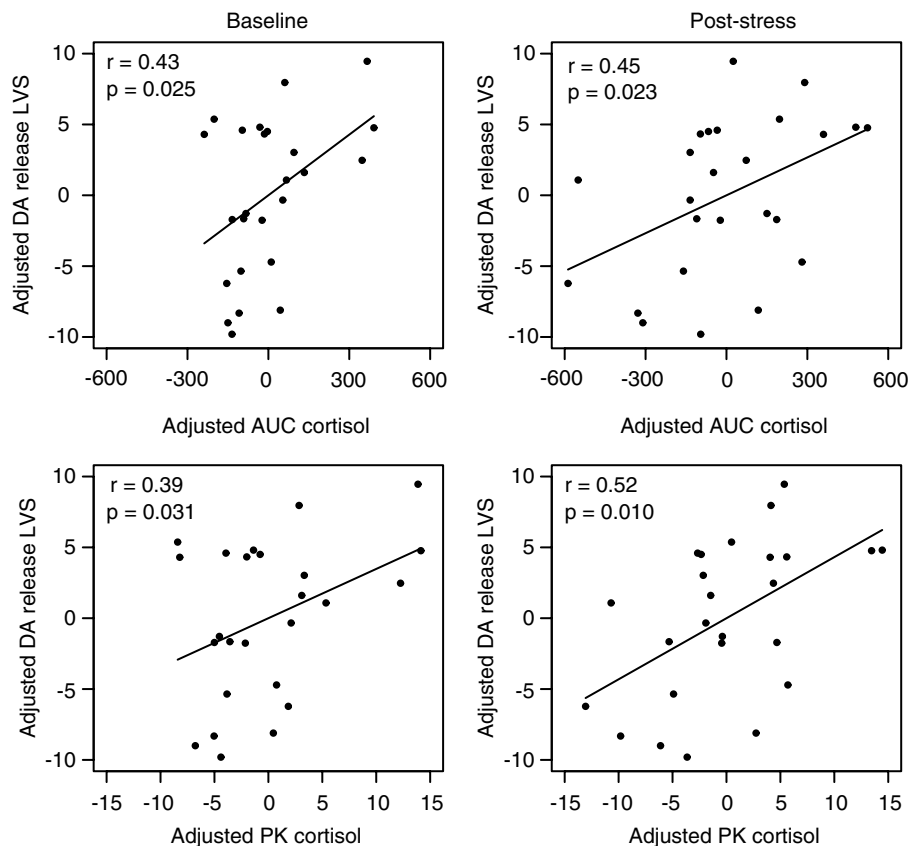 Baseline
Post-stress
Adjusted DA release LVS
10
5
0
-5
-10
r = 0.43
p = 0.025
-600
-300
0
300
600
Adjusted AUC cortisol
Adjusted DA release LVS
10
5
0
-5
-10
r = 0.45
p = 0.023
-600
-300
0
300
600
Adjusted AUC cortisol
Adjusted DA release LVS
10
5
0
-5
-10
r = 0.39
p = 0.031
-15
-10
-5
0
5
10
15
Adjusted PK cortisol
Adjusted DA release LVS
10
5
0
-5
-10
r = 0.52
p = 0.010
-15
-10
-5
0
5
10
15
Adjusted PK cortisol